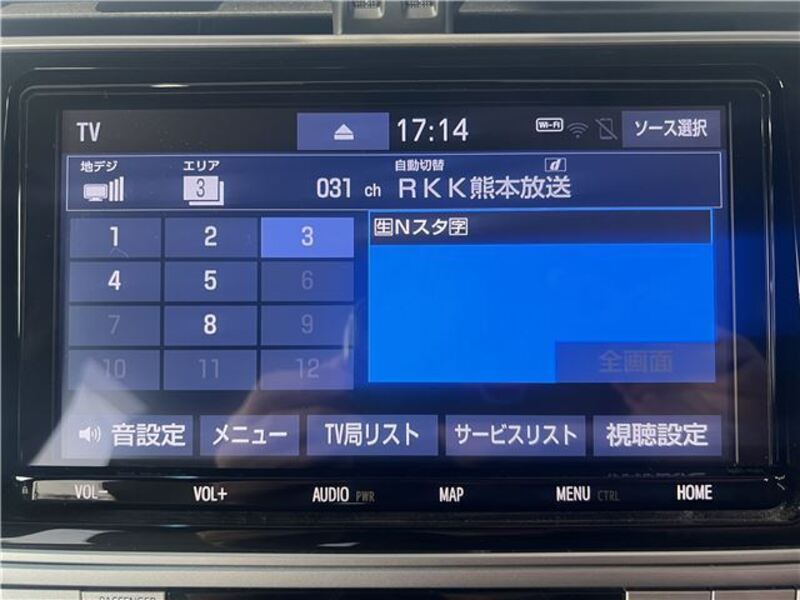 TV 17:14 Wi-Fi ソース選択
地デジ エリア 自動切替 d
3 031 ch RKK熊本放送
1 2 3 生Nスタ字
4 5 6
7 8 9
10 11 12 全画面
音設定 メニュー TV局リスト サービスリスト 視聴設定
VOL- VOL+ AUDIO PWR MAP MENU CTRL HOME
PASSENGER